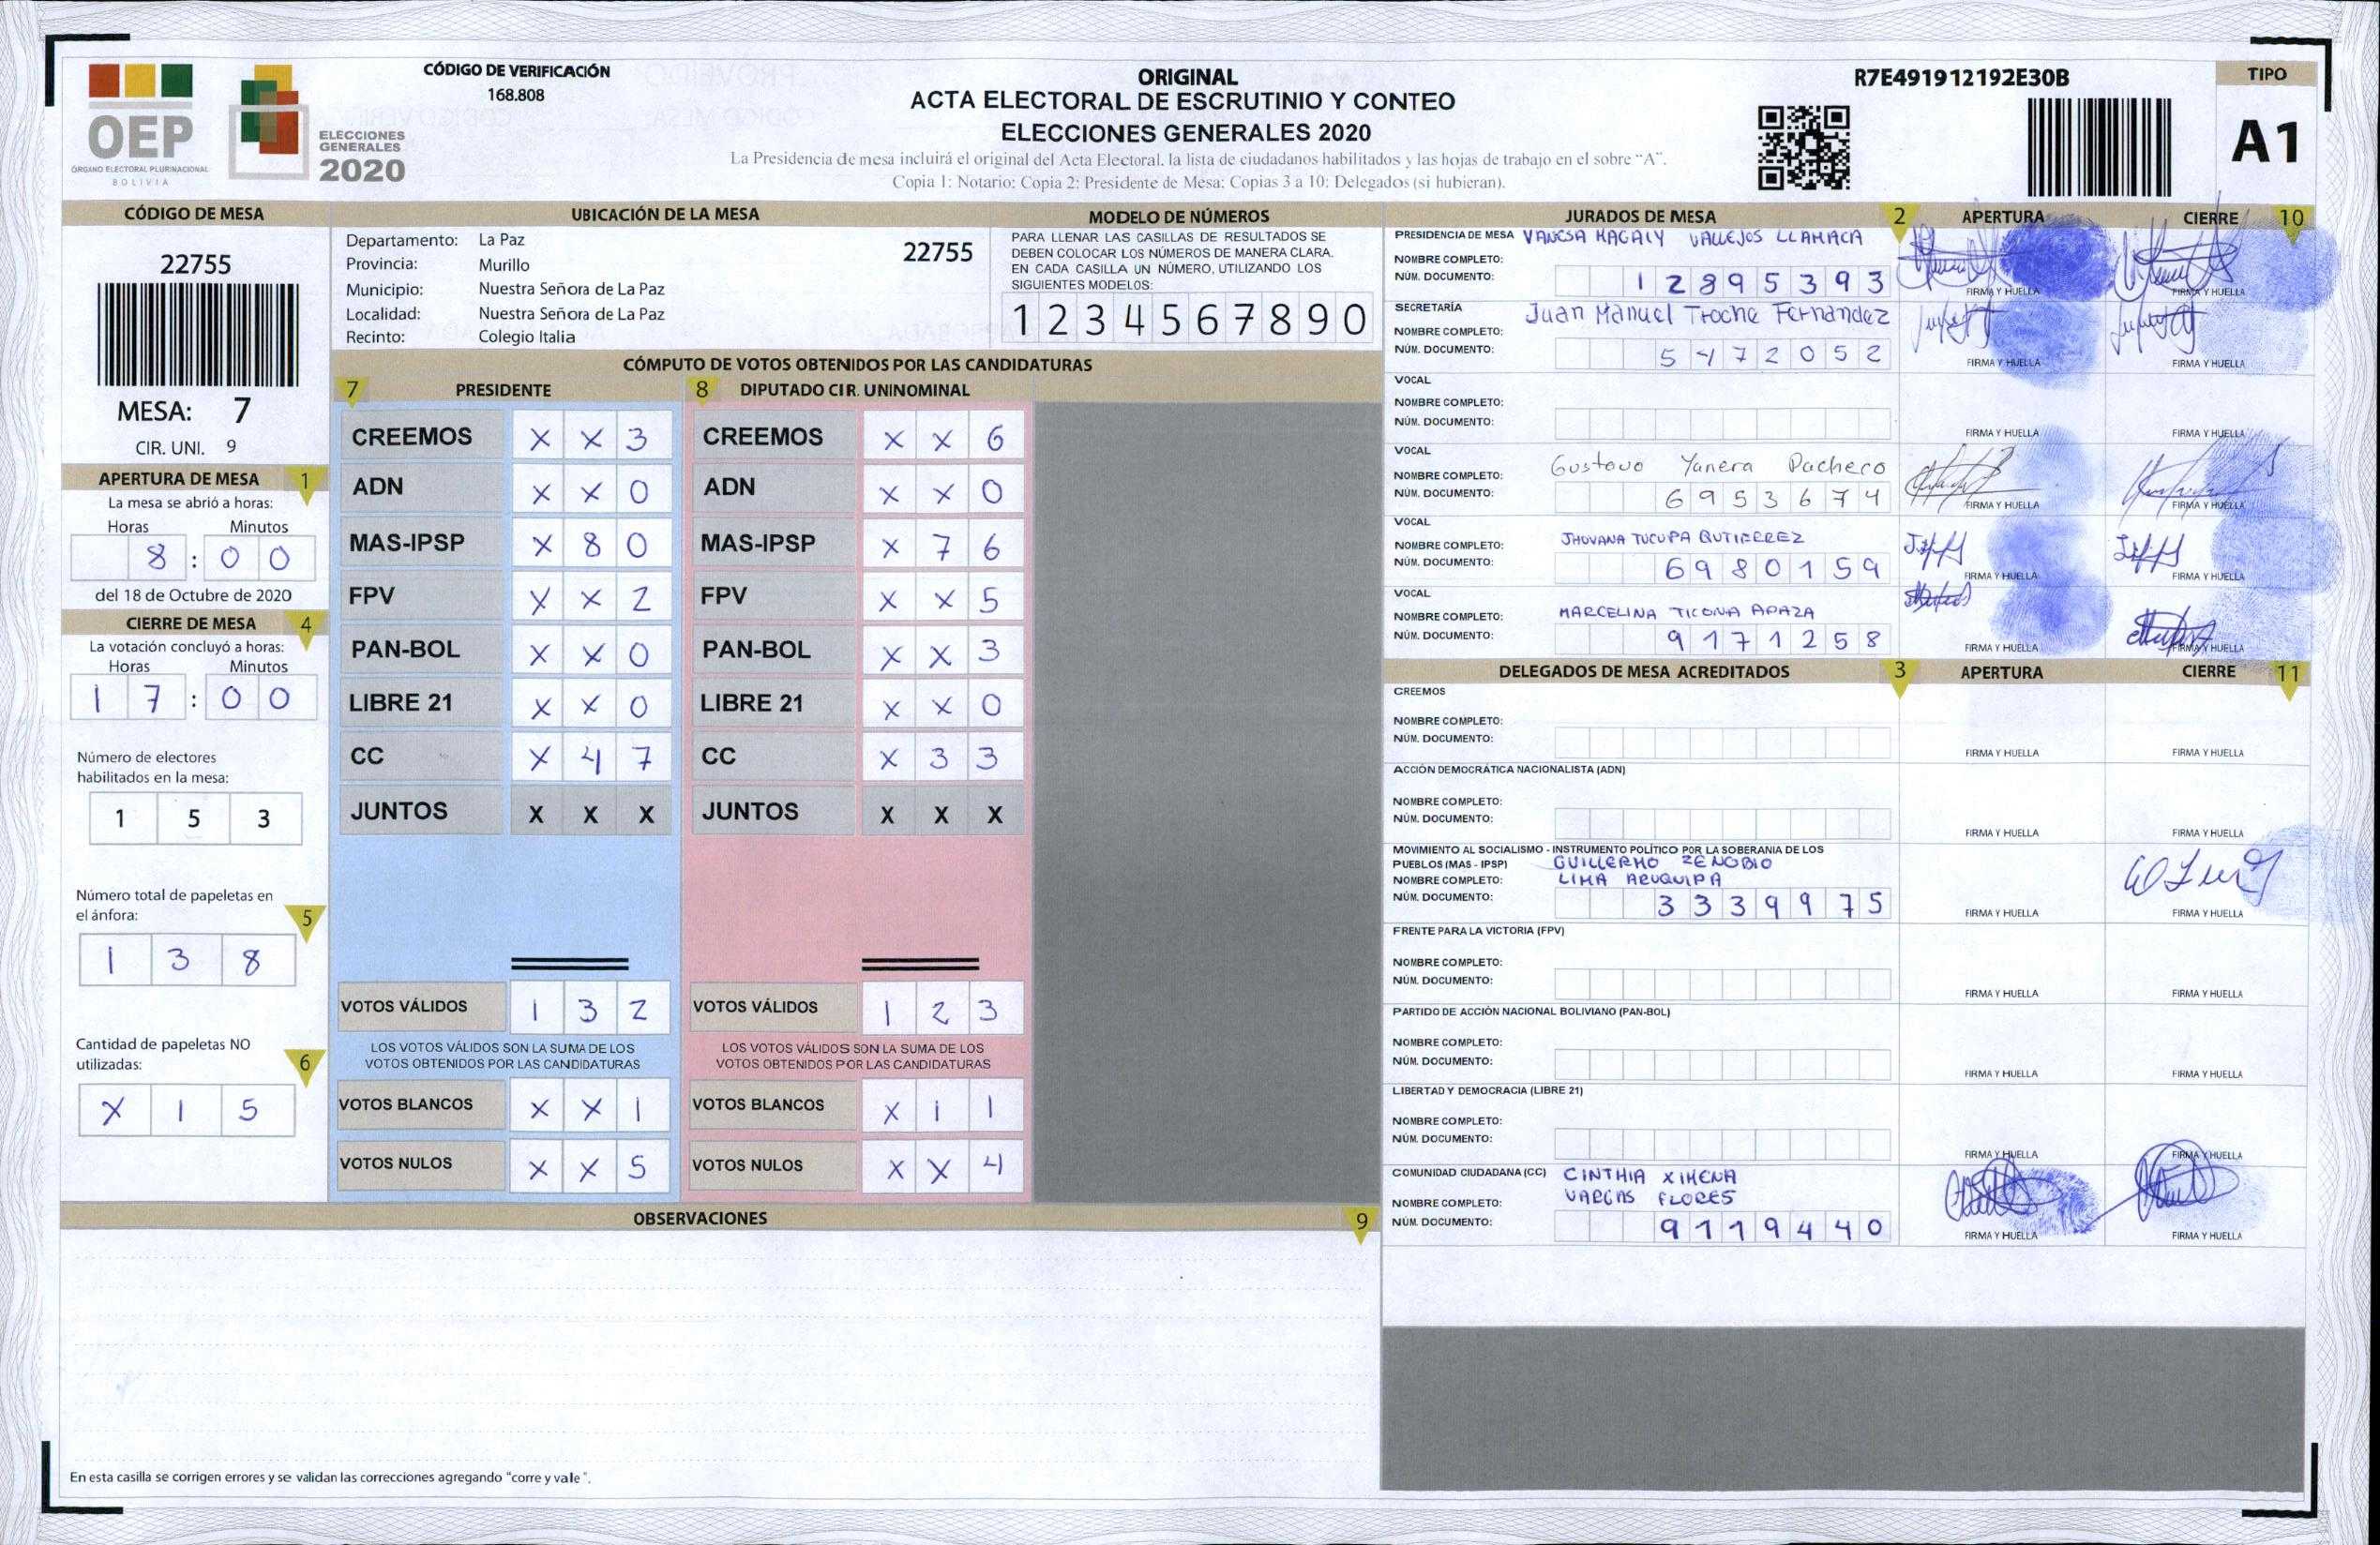 OEP
ÓRGANO ELECTORAL PLURINACIONAL
BOLIVIA
ELECCIONES
GENERALES
2020
CÓDIGO DE VERIFICACIÓN
168.808
ORIGINAL
ACTA ELECTORAL DE ESCRUTINIO Y CONTEO
ELECCIONES GENERALES 2020
La Presidencia de mesa incluirá el original del Acta Electoral, la lista de ciudadanos habilitados y las hojas de trabajo en el sobre "A".
Copia 1: Notario; Copia 2: Presidente de Mesa; Copias 3 a 10: Delegados (si hubieran).
R7E491912192E30B
TIPO
A1
CÓDIGO DE MESA
22755
MESA: 7
CIR. UNI. 9
APERTURA DE MESA 1
La mesa se abrió a horas:
Horas Minutos
8 : 0 0
del 18 de Octubre de 2020
CIERRE DE MESA 4
La votación concluyó a horas:
Horas Minutos
1 7 : 0 0
Número de electores
habilitados en la mesa:
1 5 3
Número total de papeletas en
el ánfora: 5
1 3 8
Cantidad de papeletas NO
utilizadas: 6
X 1 5
UBICACIÓN DE LA MESA
Departamento: La Paz 22755
Provincia: Murillo
Municipio: Nuestra Señora de La Paz
Localidad: Nuestra Señora de La Paz
Recinto: Colegio Italia
MODELO DE NÚMEROS
PARA LLENAR LAS CASILLAS DE RESULTADOS SE
DEBEN COLOCAR LOS NÚMEROS DE MANERA CLARA.
EN CADA CASILLA UN NÚMERO, UTILIZANDO LOS
SIGUIENTES MODELOS:
1 2 3 4 5 6 7 8 9 0
CÓMPUTO DE VOTOS OBTENIDOS POR LAS CANDIDATURAS
7 PRESIDENTE
CREEMOS X X 3
ADN X X 0
MAS-IPSP X 8 0
FPV X X 2
PAN-BOL X X 0
LIBRE 21 X X 0
CC X 4 7
JUNTOS X X X
VOTOS VÁLIDOS 1 3 2
LOS VOTOS VÁLIDOS SON LA SUMA DE LOS
VOTOS OBTENIDOS POR LAS CANDIDATURAS
VOTOS BLANCOS X X 1
VOTOS NULOS X X 5
8 DIPUTADO CIR. UNINOMINAL
CREEMOS X X 6
ADN X X 0
MAS-IPSP X 7 6
FPV X X 5
PAN-BOL X X 3
LIBRE 21 X X 0
CC X 3 3
JUNTOS X X X
VOTOS VÁLIDOS 1 2 3
LOS VOTOS VÁLIDOS SON LA SUMA DE LOS
VOTOS OBTENIDOS POR LAS CANDIDATURAS
VOTOS BLANCOS X 1 1
VOTOS NULOS X X 4
OBSERVACIONES 9
En esta casilla se corrigen errores y se validan las correcciones agregando "corre y vale".
JURADOS DE MESA 2 APERTURA CIERRE 10
PRESIDENCIA DE MESA VANESA MAGALY VALLEJOS LLAMACA
NOMBRE COMPLETO:
NÚM. DOCUMENTO: 1 2 8 9 5 3 9 3
FIRMA Y HUELLA FIRMA Y HUELLA
SECRETARÍA Juan Manuel Troche Fernandez
NOMBRE COMPLETO:
NÚM. DOCUMENTO: 5 4 7 2 0 5 2
FIRMA Y HUELLA FIRMA Y HUELLA
VOCAL
NOMBRE COMPLETO:
NÚM. DOCUMENTO:
FIRMA Y HUELLA FIRMA Y HUELLA
VOCAL
NOMBRE COMPLETO: Gustavo Yanera Pacheco
NÚM. DOCUMENTO: 6 9 5 3 6 7 4
FIRMA Y HUELLA FIRMA Y HUELLA
VOCAL
NOMBRE COMPLETO: JHOVANA TUCUPA GUTIERREZ
NÚM. DOCUMENTO: 6 9 8 0 1 5 9
FIRMA Y HUELLA FIRMA Y HUELLA
VOCAL
NOMBRE COMPLETO: MARCELINA TICONA APAZA
NÚM. DOCUMENTO: 9 1 7 1 2 5 8
FIRMA Y HUELLA FIRMA Y HUELLA
DELEGADOS DE MESA ACREDITADOS 3 APERTURA CIERRE 11
CREEMOS
NOMBRE COMPLETO:
NÚM. DOCUMENTO:
FIRMA Y HUELLA FIRMA Y HUELLA
ACCIÓN DEMOCRÁTICA NACIONALISTA (ADN)
NOMBRE COMPLETO:
NÚM. DOCUMENTO:
FIRMA Y HUELLA FIRMA Y HUELLA
MOVIMIENTO AL SOCIALISMO - INSTRUMENTO POLÍTICO POR LA SOBERANIA DE LOS
PUEBLOS (MAS - IPSP) GUILLERMO ZENOBIO
NOMBRE COMPLETO: LIMA ARUQUIPA
NÚM. DOCUMENTO: 3 3 3 9 9 7 5
FIRMA Y HUELLA FIRMA Y HUELLA
FRENTE PARA LA VICTORIA (FPV)
NOMBRE COMPLETO:
NÚM. DOCUMENTO:
FIRMA Y HUELLA FIRMA Y HUELLA
PARTIDO DE ACCIÓN NACIONAL BOLIVIANO (PAN-BOL)
NOMBRE COMPLETO:
NÚM. DOCUMENTO:
FIRMA Y HUELLA FIRMA Y HUELLA
LIBERTAD Y DEMOCRACIA (LIBRE 21)
NOMBRE COMPLETO:
NÚM. DOCUMENTO:
FIRMA Y HUELLA FIRMA Y HUELLA
COMUNIDAD CIUDADANA (CC) CINTHIA XIMENA
NOMBRE COMPLETO: VARGAS FLORES
NÚM. DOCUMENTO: 9 1 1 9 4 4 0
FIRMA Y HUELLA FIRMA Y HUELLA